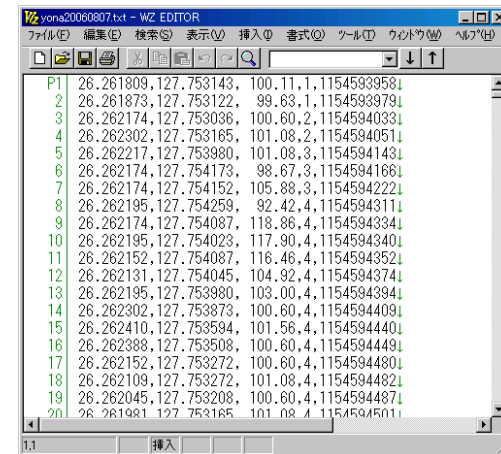 yona20060807.txt - WZ EDITOR
ファイル(F) 編集(E) 検索(S) 表示(V) 挿入(I) 書式(O) ツール(T) ウィンドウ(W) ヘルプ(H)
P1 26.261809,127.753143, 100.11,1,1154593958↓
2 26.261873,127.753122, 99.63,1,1154593979↓
3 26.262174,127.753036, 100.60,2,1154594033↓
4 26.262302,127.753165, 101.08,2,1154594051↓
5 26.262217,127.753980, 101.08,3,1154594143↓
6 26.262174,127.754173, 98.67,3,1154594166↓
7 26.262174,127.754152, 105.88,3,1154594222↓
8 26.262195,127.754259, 92.42,4,1154594311↓
9 26.262174,127.754087, 118.86,4,1154594334↓
10 26.262195,127.754023, 117.90,4,1154594340↓
11 26.262152,127.754087, 116.46,4,1154594352↓
12 26.262131,127.754045, 104.92,4,1154594374↓
13 26.262195,127.753980, 103.00,4,1154594394↓
14 26.262302,127.753873, 100.60,4,1154594409↓
15 26.262410,127.753594, 101.56,4,1154594440↓
16 26.262388,127.753508, 100.60,4,1154594449↓
17 26.262152,127.753272, 100.60,4,1154594480↓
18 26.262109,127.753272, 101.08,4,1154594482↓
19 26.262045,127.753208, 100.60,4,1154594487↓
20 26.261981,127.753165, 101.08,4,1154594501↓
1,1 挿入